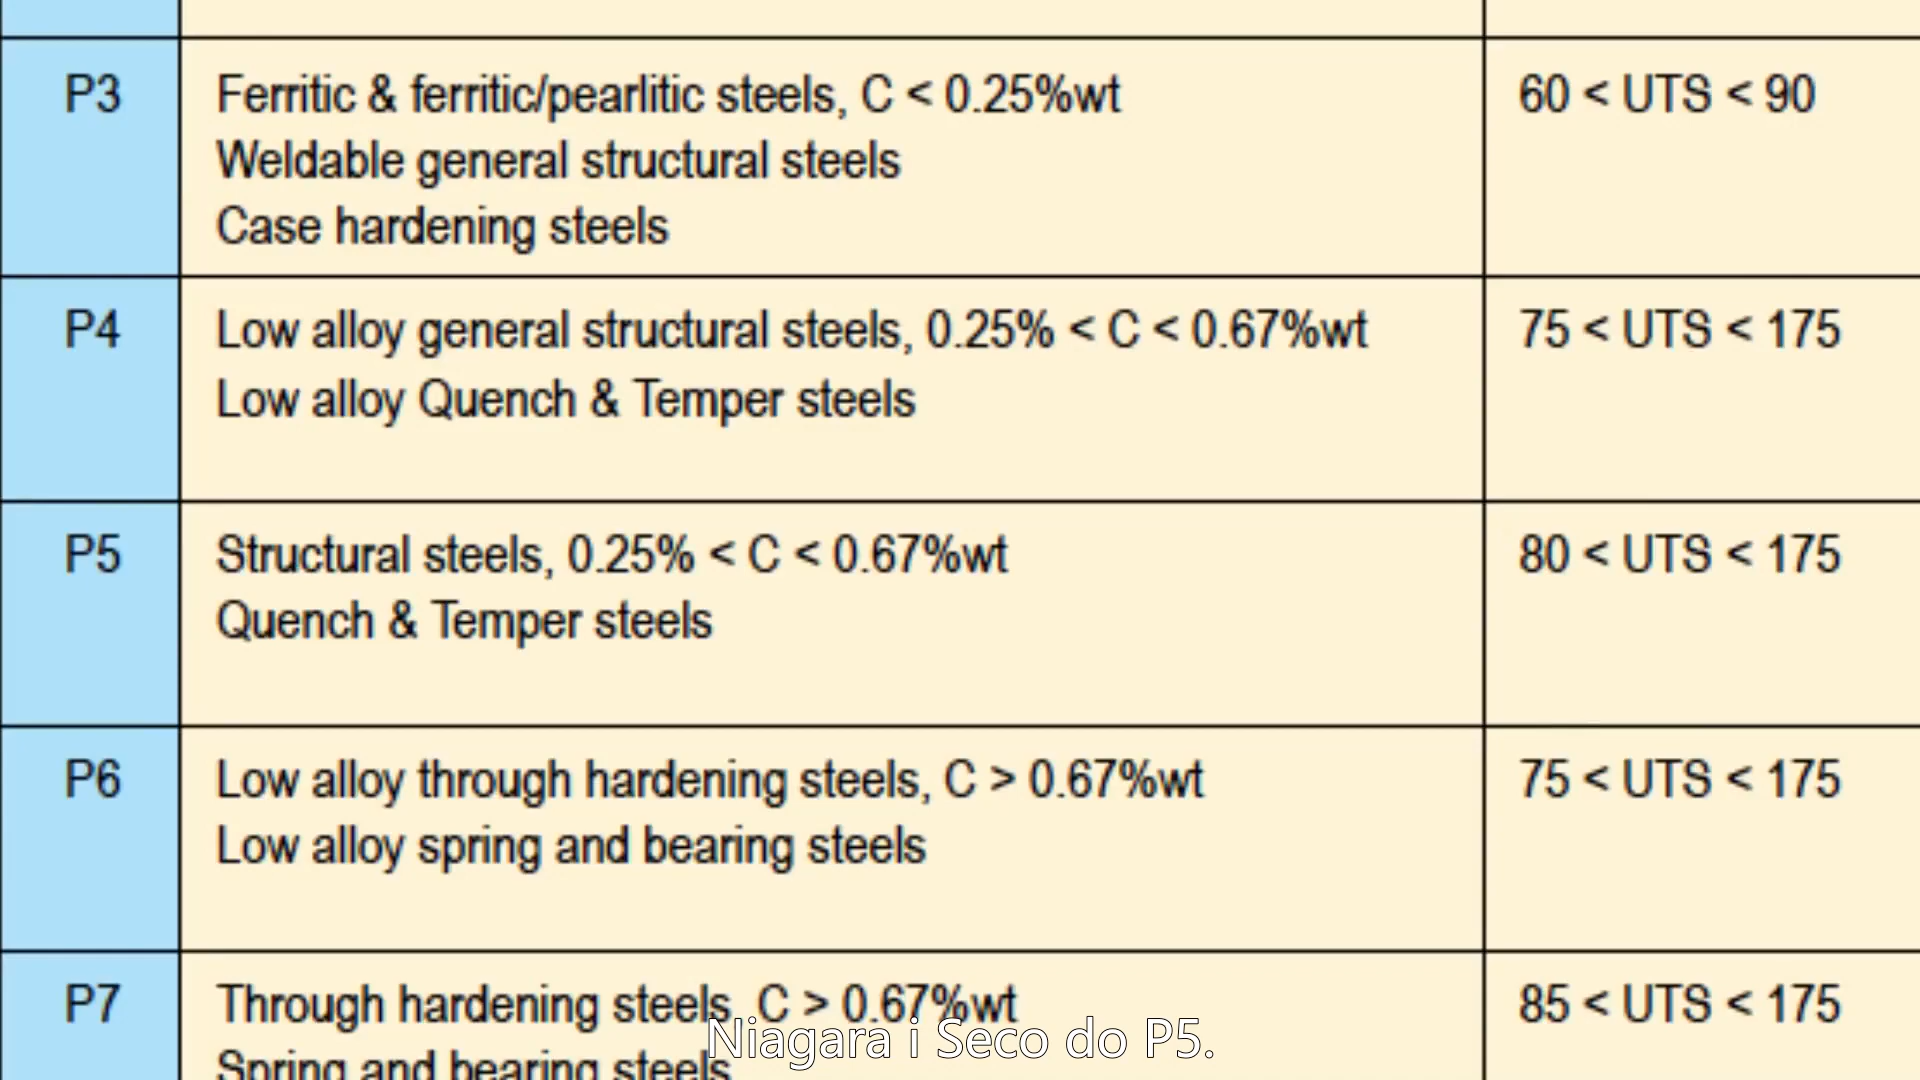 P3
Ferritic & ferritic/pearlitic steels, C < 0.25%wt
60 < UTS < 90
Weldable general structural steels
Case hardening steels
P4
Low alloy general structural steels, 0.25% < C < 0.67%wt
75 < UTS < 175
Low alloy Quench & Temper steels
P5
Structural steels, 0.25% < C < 0.67%wt
80 < UTS < 175
Quench & Temper steels
P6
Low alloy through hardening steels, C > 0.67%wt
75 < UTS < 175
Low alloy spring and bearing steels
P7
Through hardening steels, C > 0.67%wt
85 < UTS < 175
Spring and bearing steels
Niagara i Seco do P5.